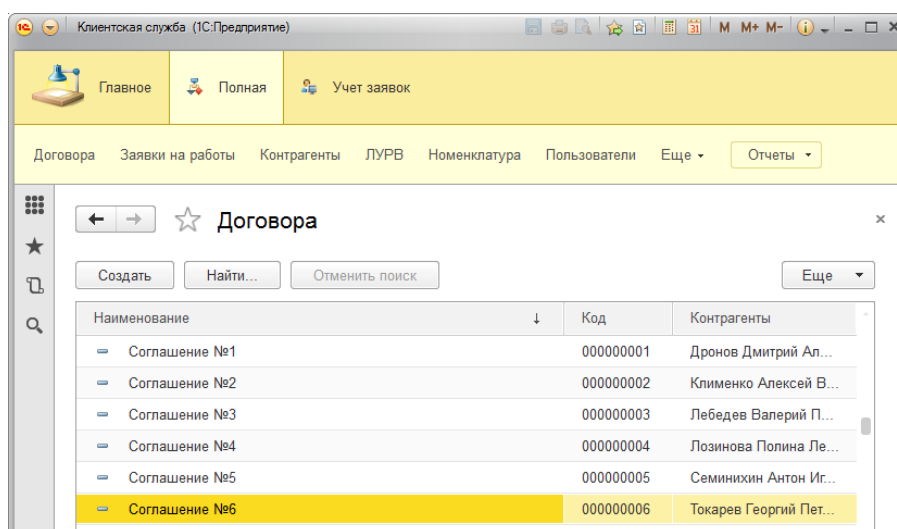 Клиентская служба (1С:Предприятие)
M M+ M-
Главное Полная Учет заявок
Договора Заявки на работы Контрагенты ЛУРВ Номенклатура Пользователи Еще Отчеты
Договора
Создать Найти... Отменить поиск Еще
Наименование Код Контрагенты
Соглашение №1 000000001 Дронов Дмитрий Ал...
Соглашение №2 000000002 Клименко Алексей В...
Соглашение №3 000000003 Лебедев Валерий П...
Соглашение №4 000000004 Лозинова Полина Ле...
Соглашение №5 000000005 Семинихин Антон Иг...
Соглашение №6 000000006 Токарев Георгий Пет...